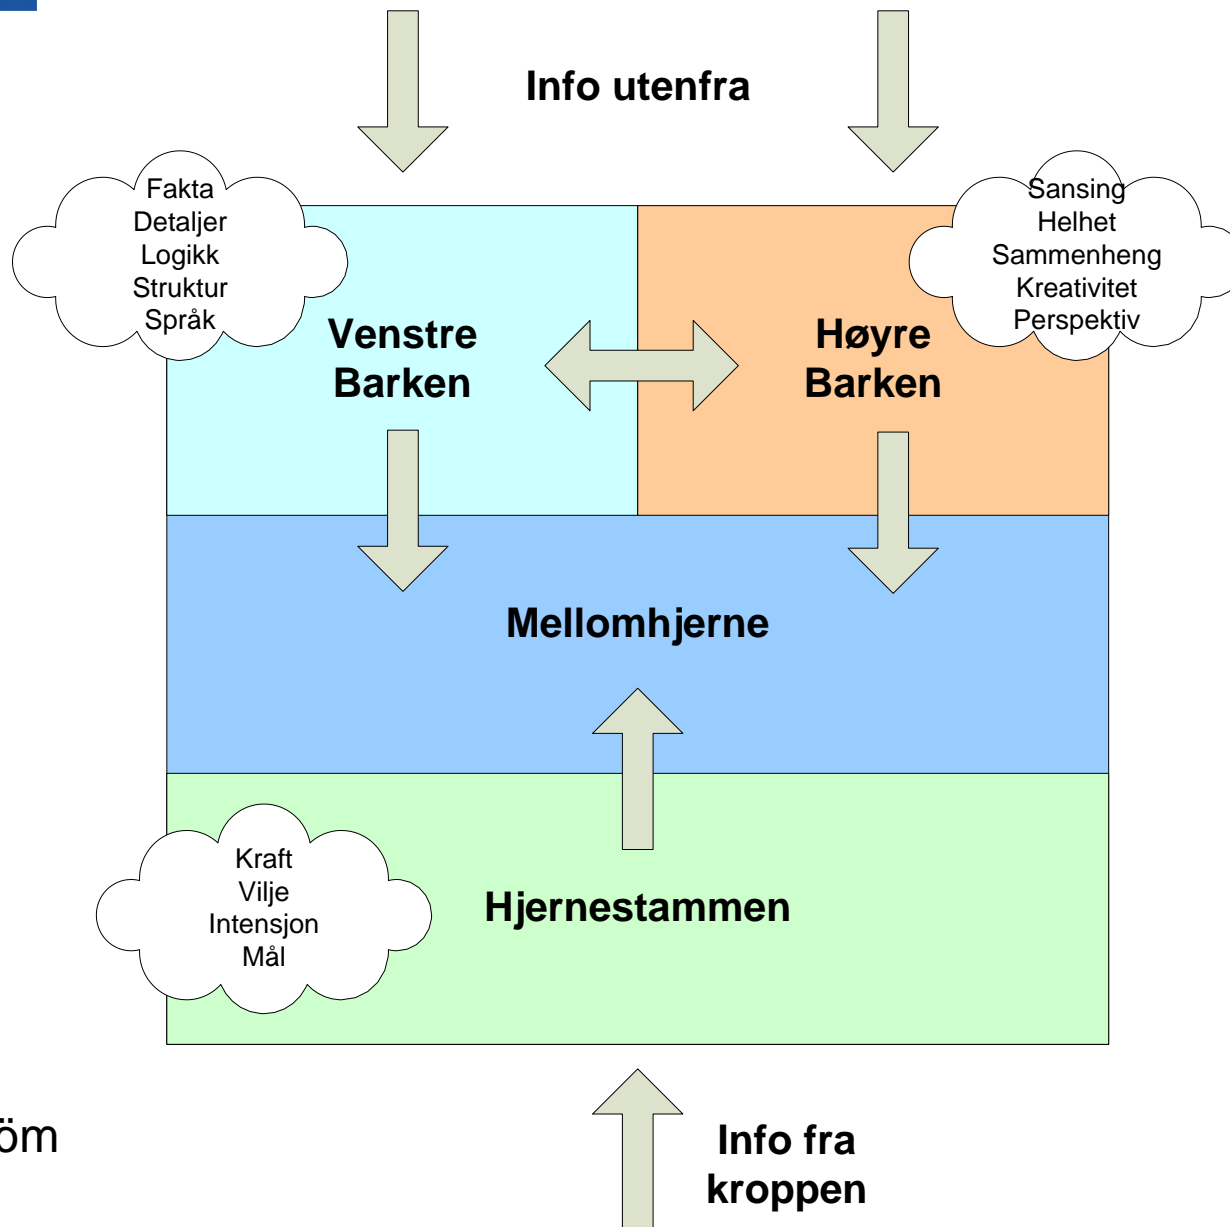 Info utenfra
Fakta
Detaljer
Logikk
Struktur
Språk
Sansing
Helhet
Sammenheng
Kreativitet
Perspektiv
Venstre
Barken
Høyre
Barken
Mellomhjerne
Kraft
Vilje
Intensjon
Mål
Hjernestammen
öm
Info fra
kroppen